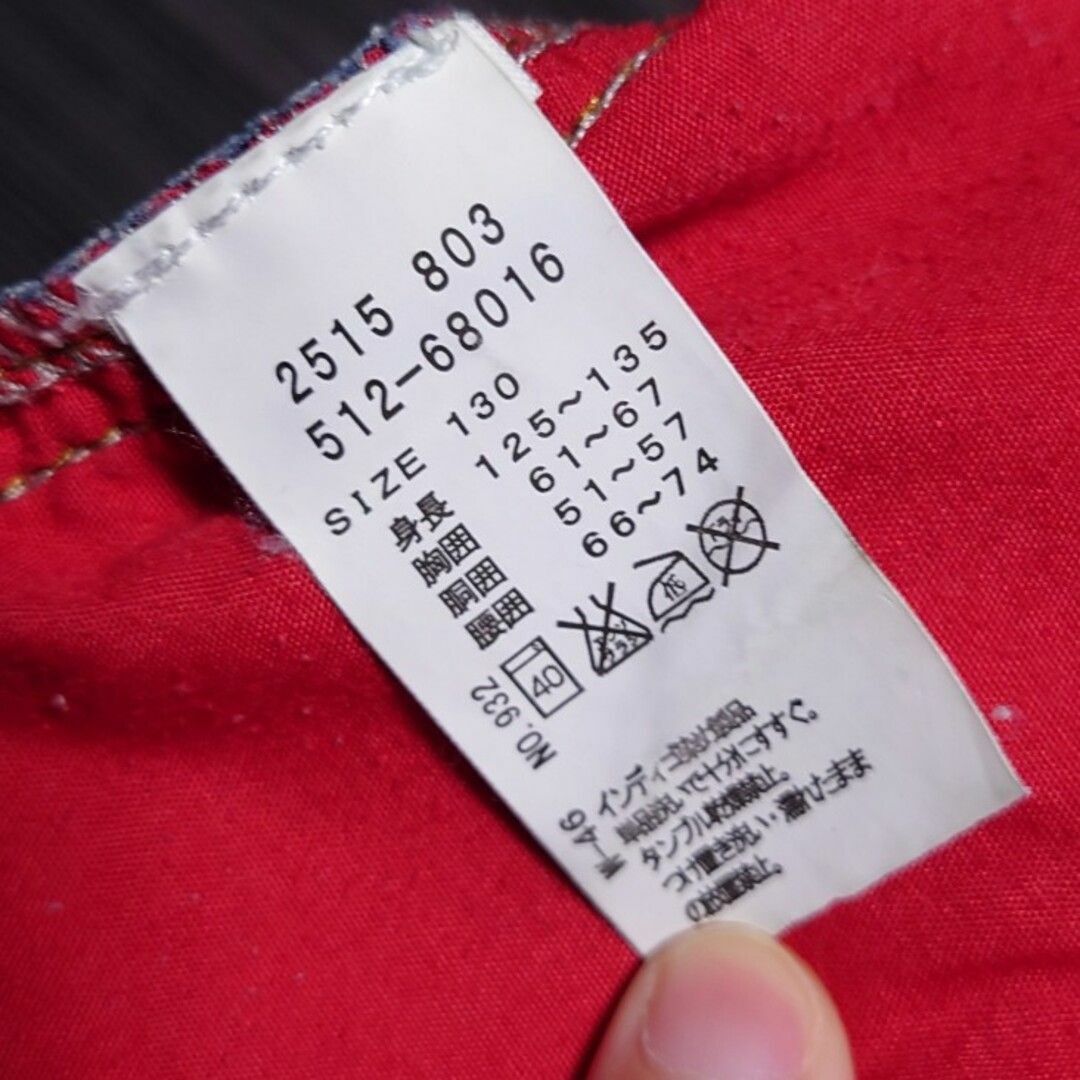 2515 803
512-68016
SIZE 130
身長 125〜135
胸囲 61〜67
胴囲 51〜57
腰囲 66〜74
40
NO.932
W-46
インディゴ染め製品
単品洗いで十分にすすぐ。
タンブル乾燥禁止。
つけ置き洗い・濡れたまま
の放置禁止。